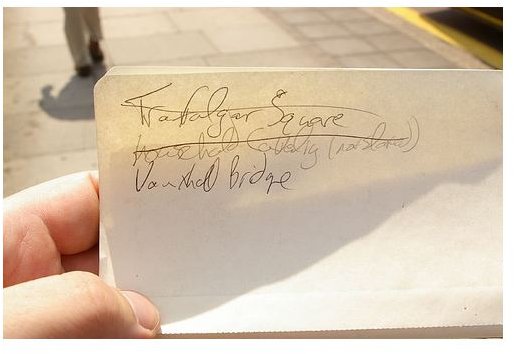 Trafalgar Square
Household Cavalry
Vauxhall Bridge